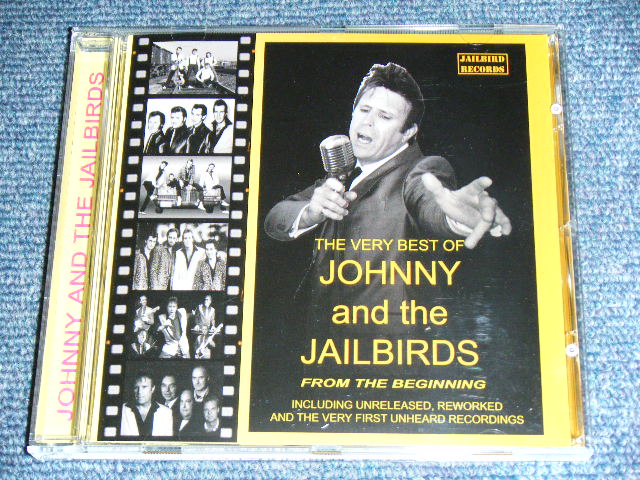 JOHNNY AND THE JAILBIRDS
JAILBIRD
RECORDS
THE VERY BEST OF
JOHNNY
and the
JAILBIRDS
FROM THE BEGINNING
INCLUDING UNRELEASED, REWORKED
AND THE VERY FIRST UNHEARD RECORDINGS